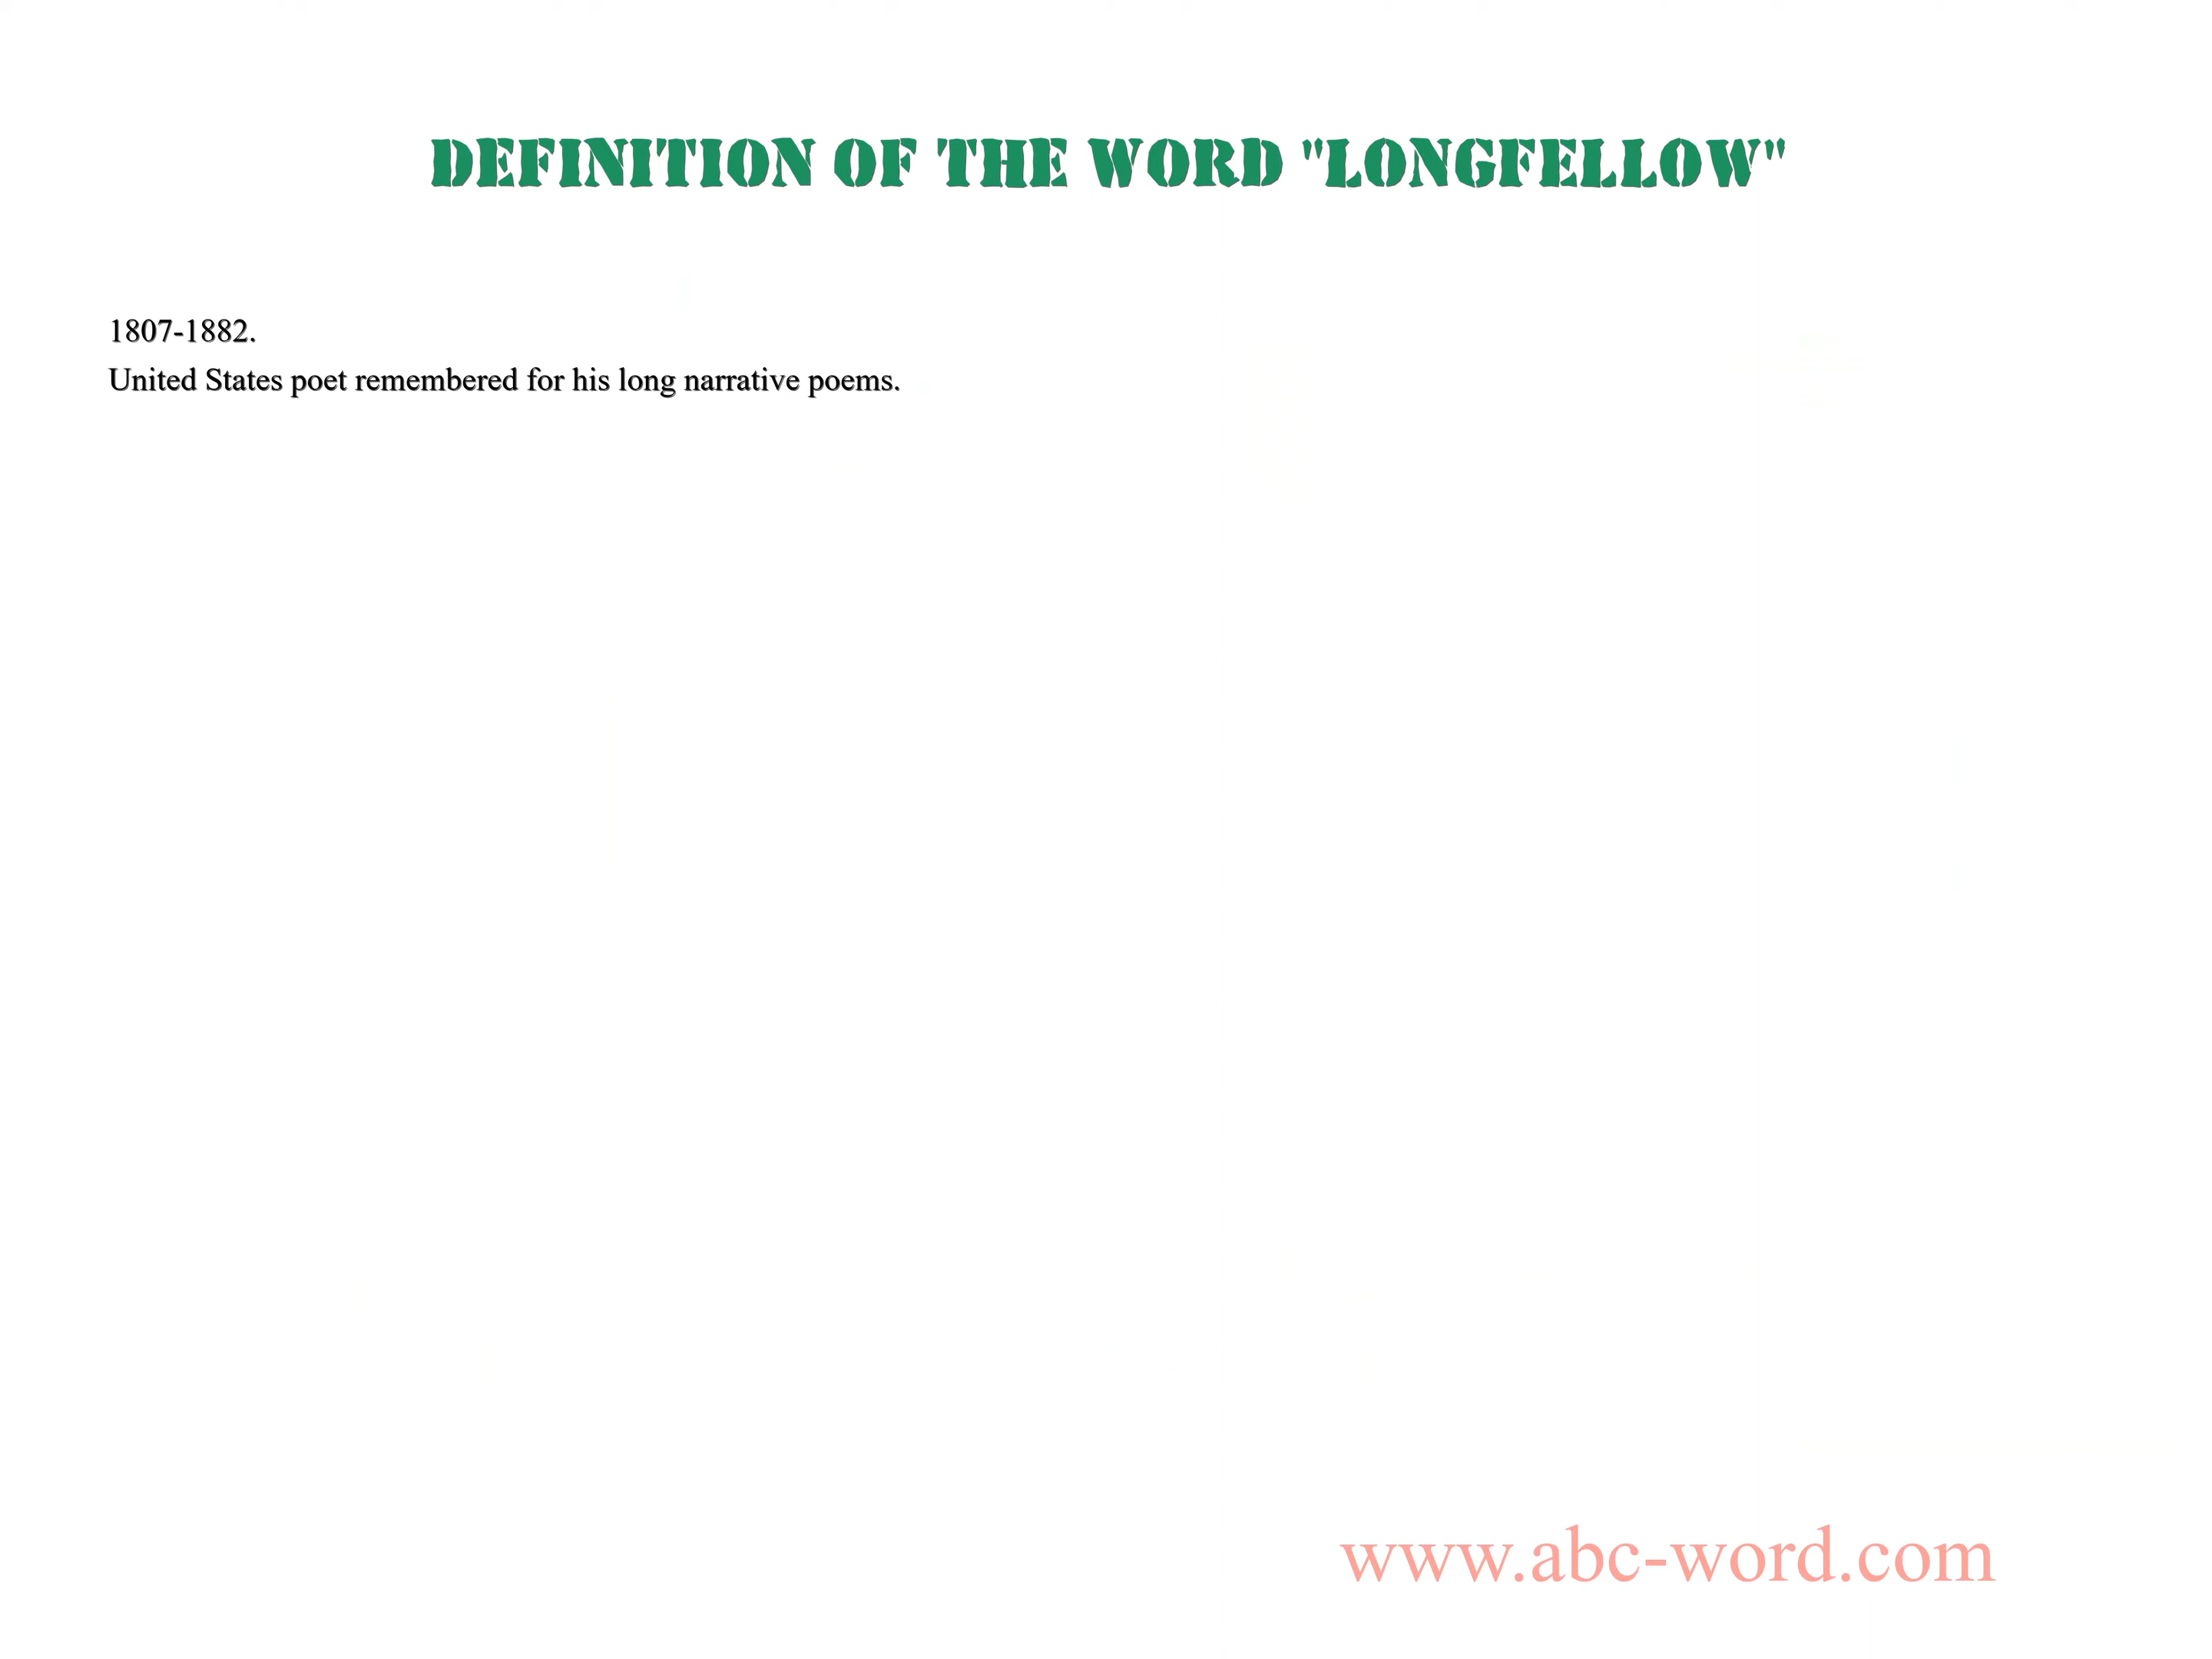 DEFINITION OF THE WORD "LONGFELLOW"
1807-1882.
United States poet remembered for his long narrative poems.
www.abc-word.com